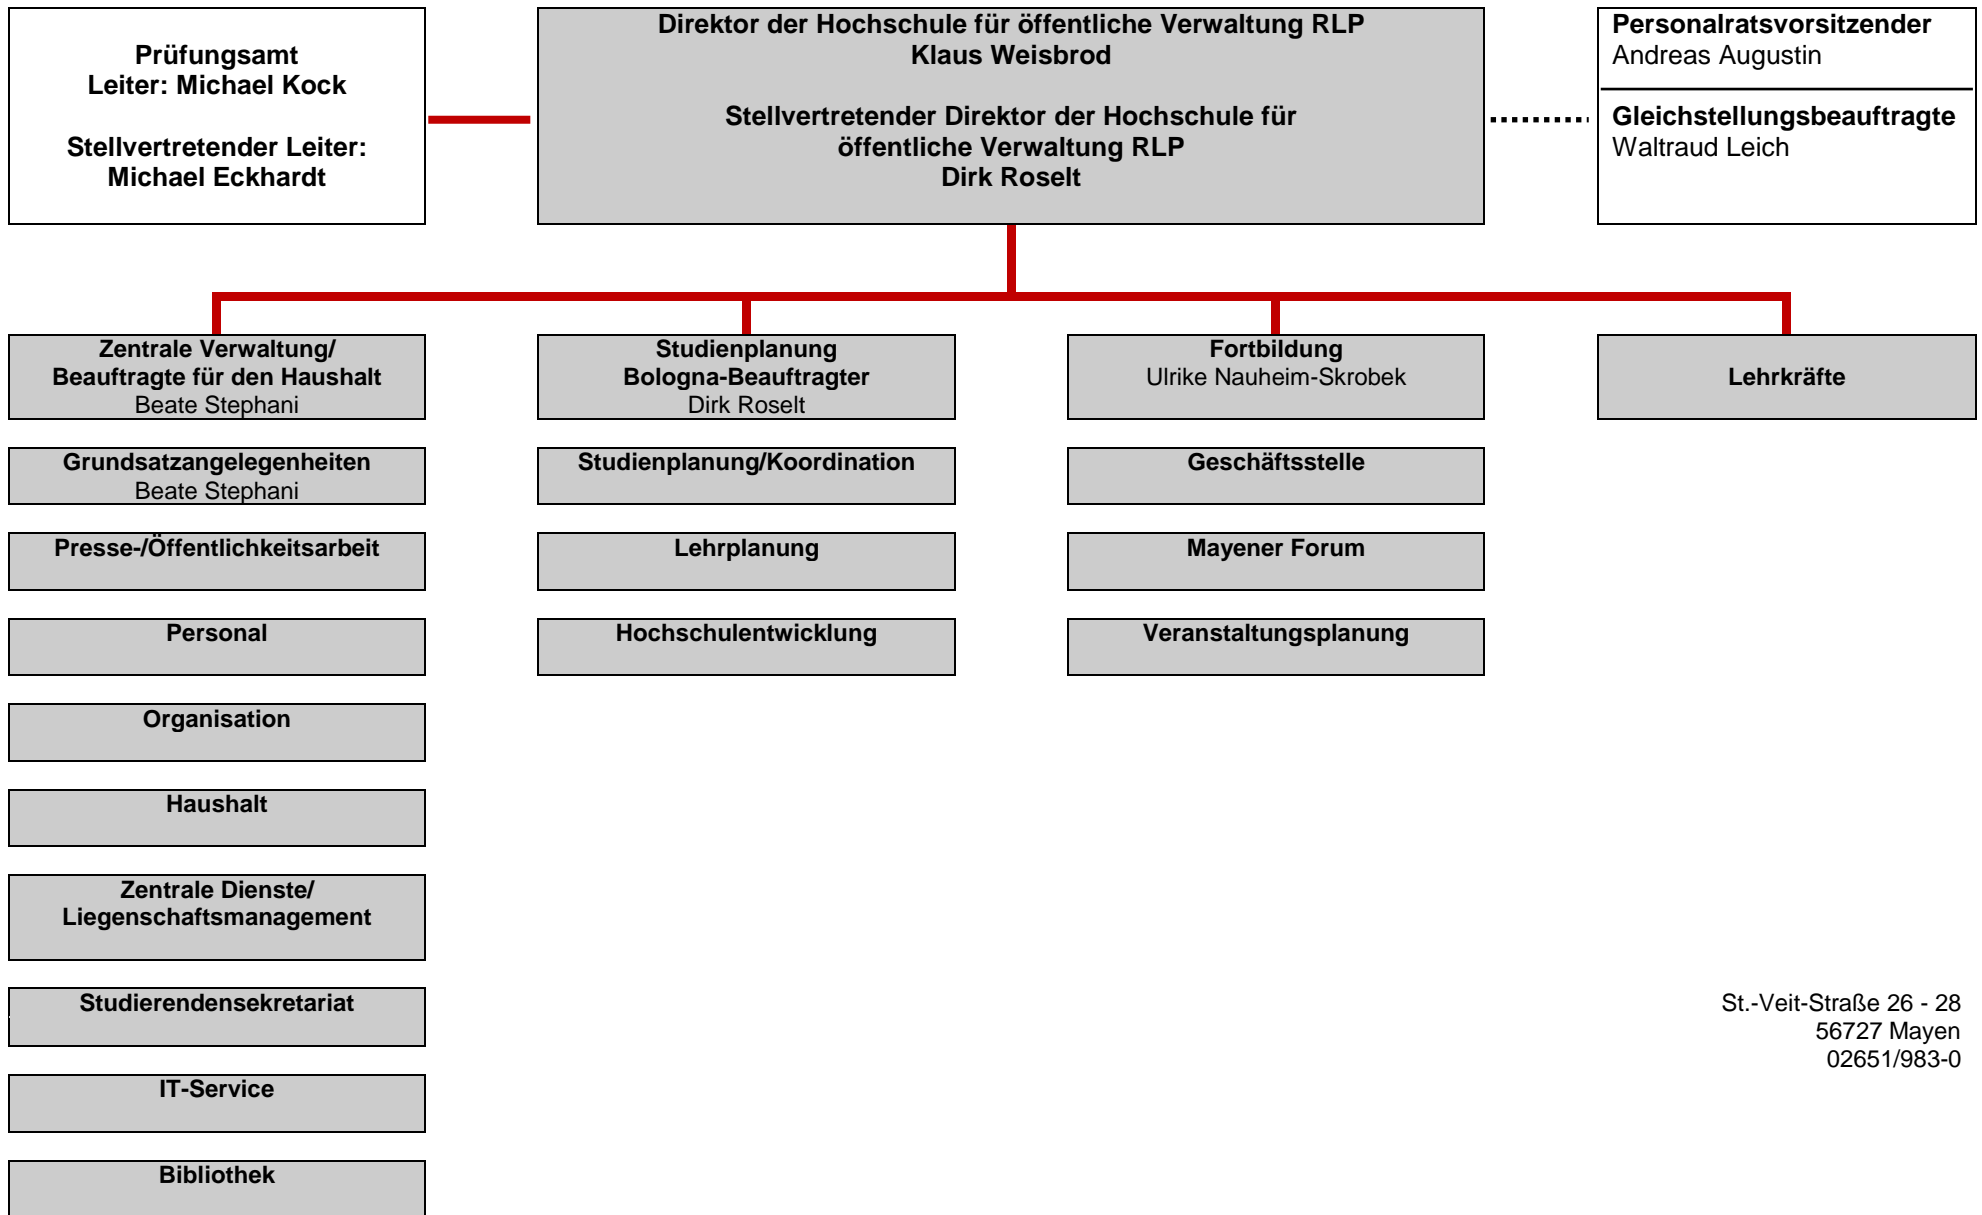 Prüfungsamt
Leiter: Michael Kock
Stellvertretender Leiter:
Michael Eckhardt
Direktor der Hochschule für öffentliche Verwaltung RLP
Klaus Weisbrod
Stellvertretender Direktor der Hochschule für
öffentliche Verwaltung RLP
Dirk Roselt
Personalratsvorsitzender
Andreas Augustin
Gleichstellungsbeauftragte
Waltraud Leich
Zentrale Verwaltung/
Beauftragte für den Haushalt
Beate Stephani
Grundsatzangelegenheiten
Beate Stephani
Presse-/Öffentlichkeitsarbeit
Personal
Organisation
Haushalt
Zentrale Dienste/
Liegenschaftsmanagement
Studierendensekretariat
IT-Service
Bibliothek
Studienplanung
Bologna-Beauftragter
Dirk Roselt
Studienplanung/Koordination
Lehrplanung
Hochschulentwicklung
Fortbildung
Ulrike Nauheim-Skrobek
Geschäftsstelle
Mayener Forum
Veranstaltungsplanung
Lehrkräfte
St.-Veit-Straße 26 - 28
56727 Mayen
02651/983-0